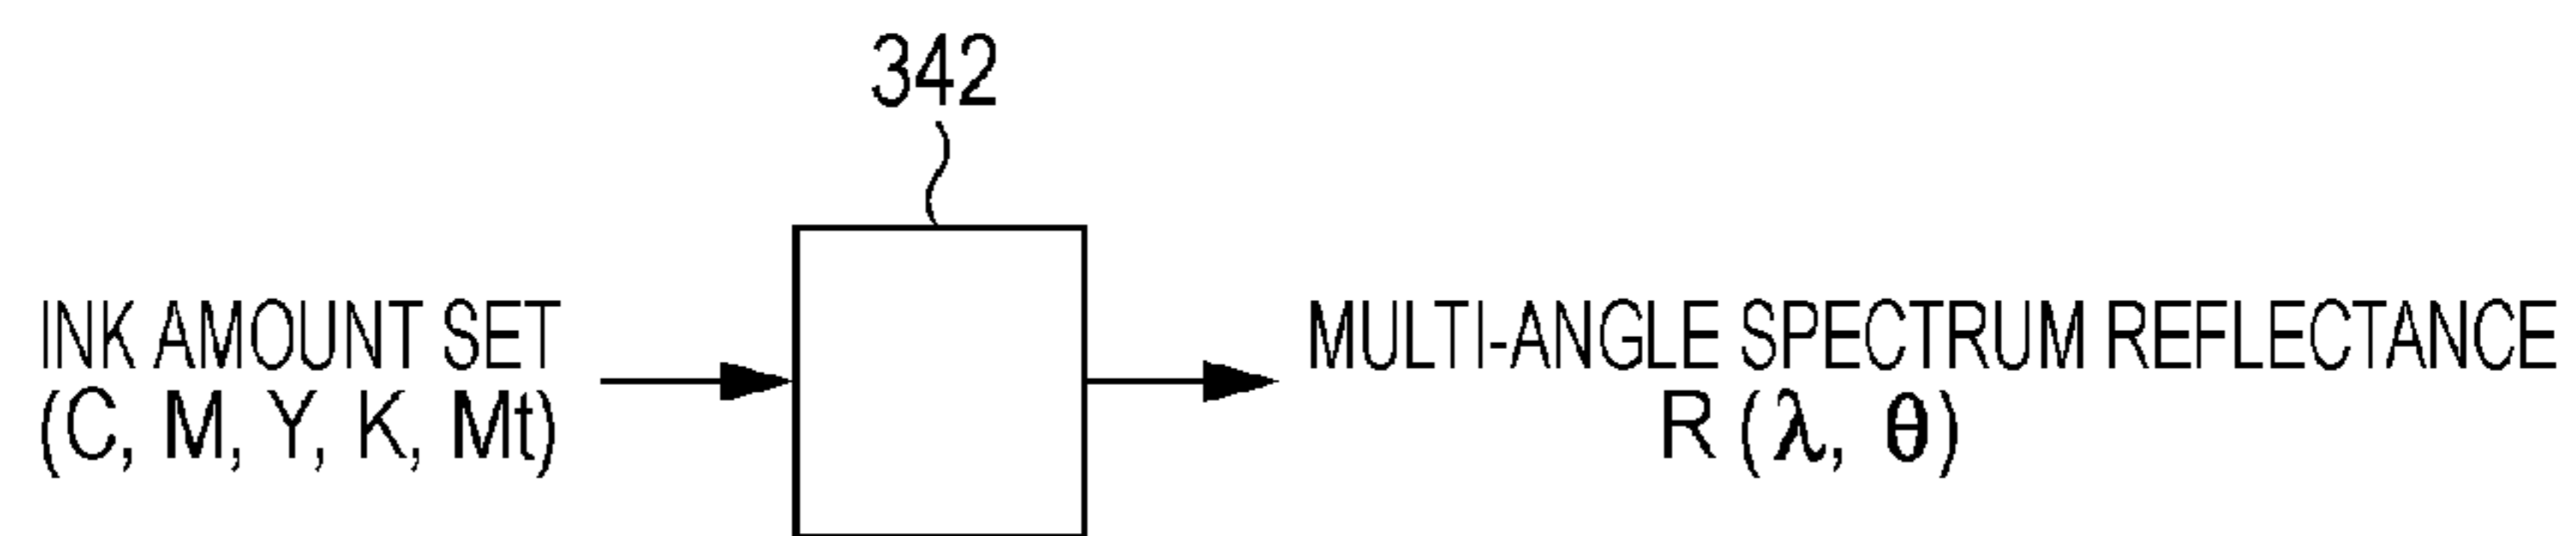 342
INK AMOUNT SET
(C, M, Y, K, Mt)
MULTI-ANGLE SPECTRUM REFLECTANCE
R (λ, θ)